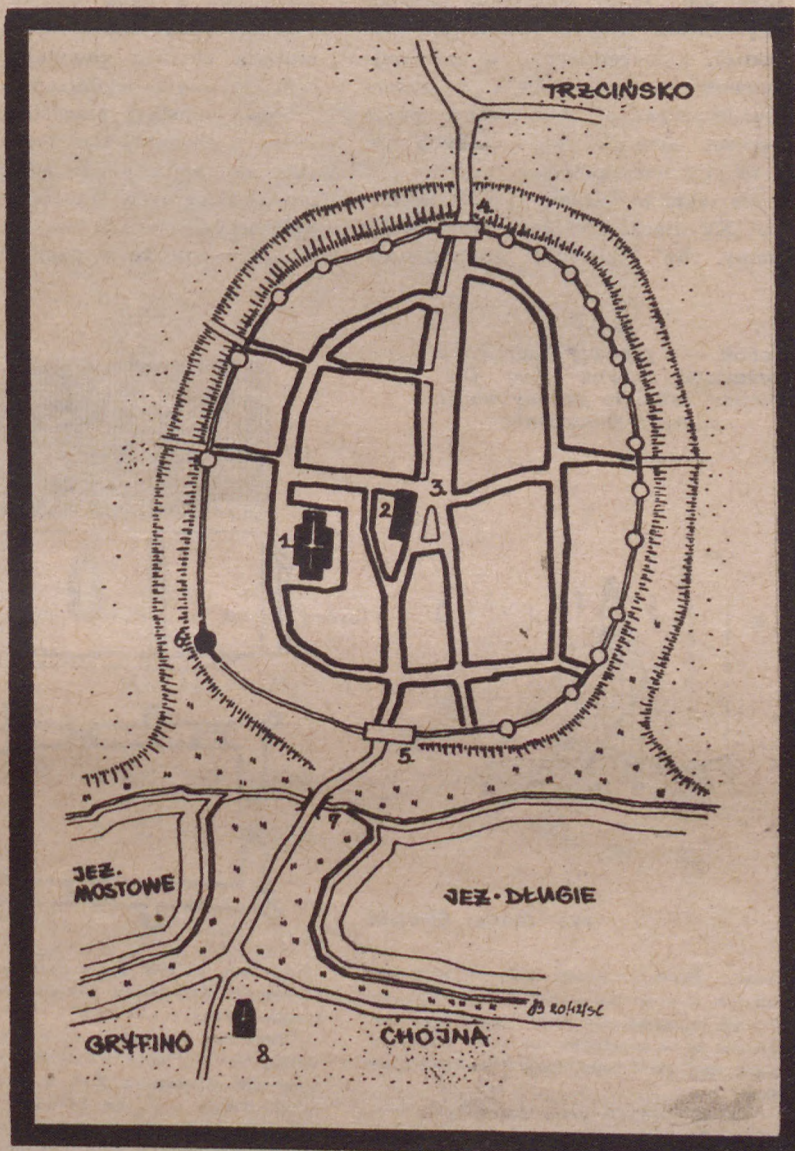 TRZCIŃSKO
4.
3.
2
1
6
5.
7
JEZ.
MOSTOWE
JEZ. DŁUGIE
GRYFINO
CHOJNA
8.